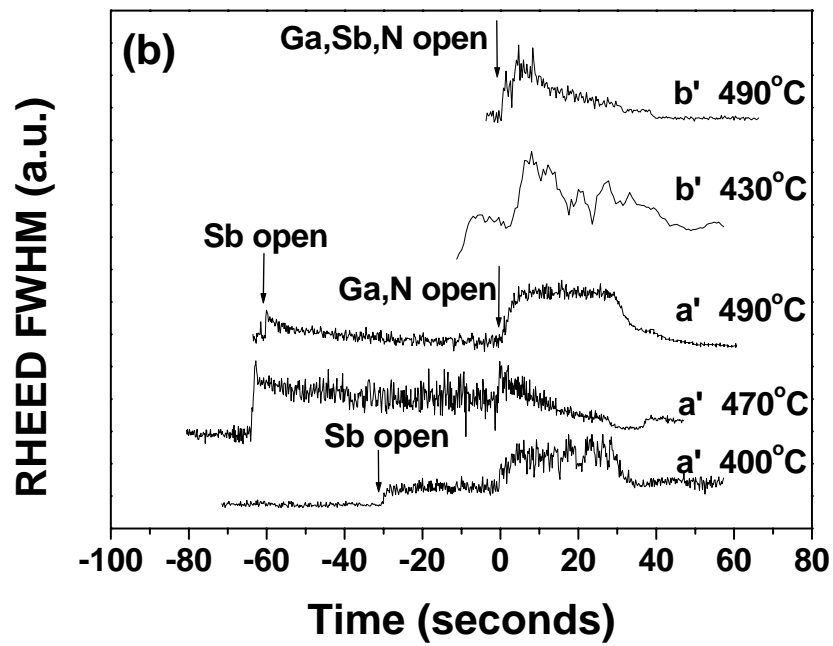 (b)
Ga,Sb,N open
b' 490°C
b' 430°C
Sb open
Ga,N open
a' 490°C
a' 470°C
Sb open
a' 400°C
RHEED FWHM (a.u.)
-100 -80 -60 -40 -20 0 20 40 60 80
Time (seconds)